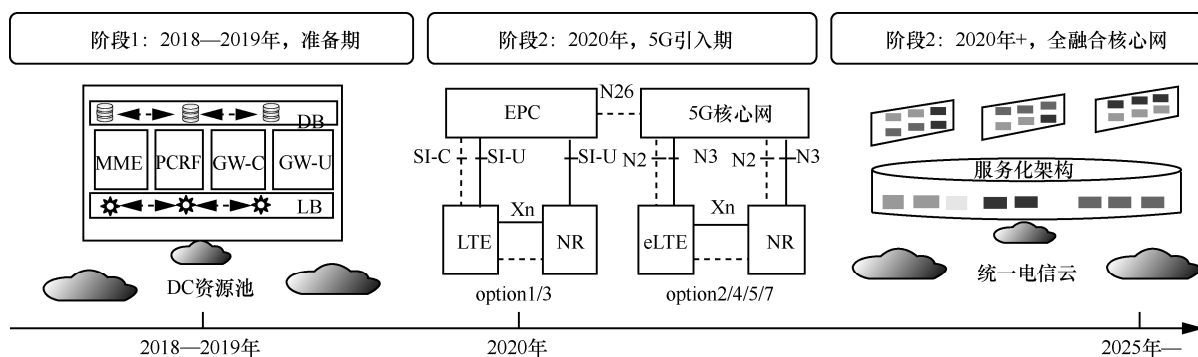 阶段1：2018—2019年，准备期
阶段2：2020年，5G引入期
阶段2：2020年+，全融合核心网
DB
MME
PCRF
GW-C
GW-U
LB
DC资源池
N26
EPC
5G核心网
SI-C
SI-U
SI-U
N2
N3
N2
N3
Xn
Xn
LTE
NR
eLTE
NR
option1/3
option2/4/5/7
服务化架构
统一电信云
2018—2019年
2020年
2025年—